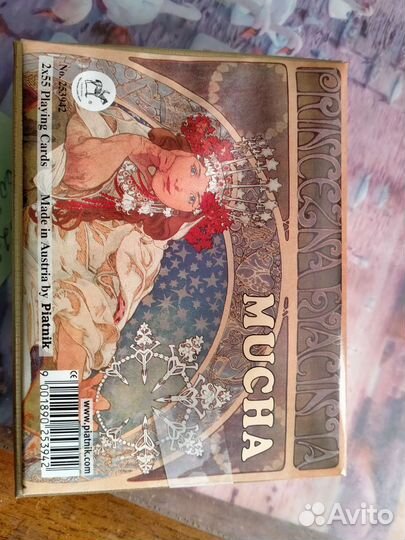 PRINCEZNA HYACINTA
MUCHA
No. 253942
2x55 Playing Cards
Made in Austria by Piatnik
www.piatnik.com
CE
9 001890 253942
Avito